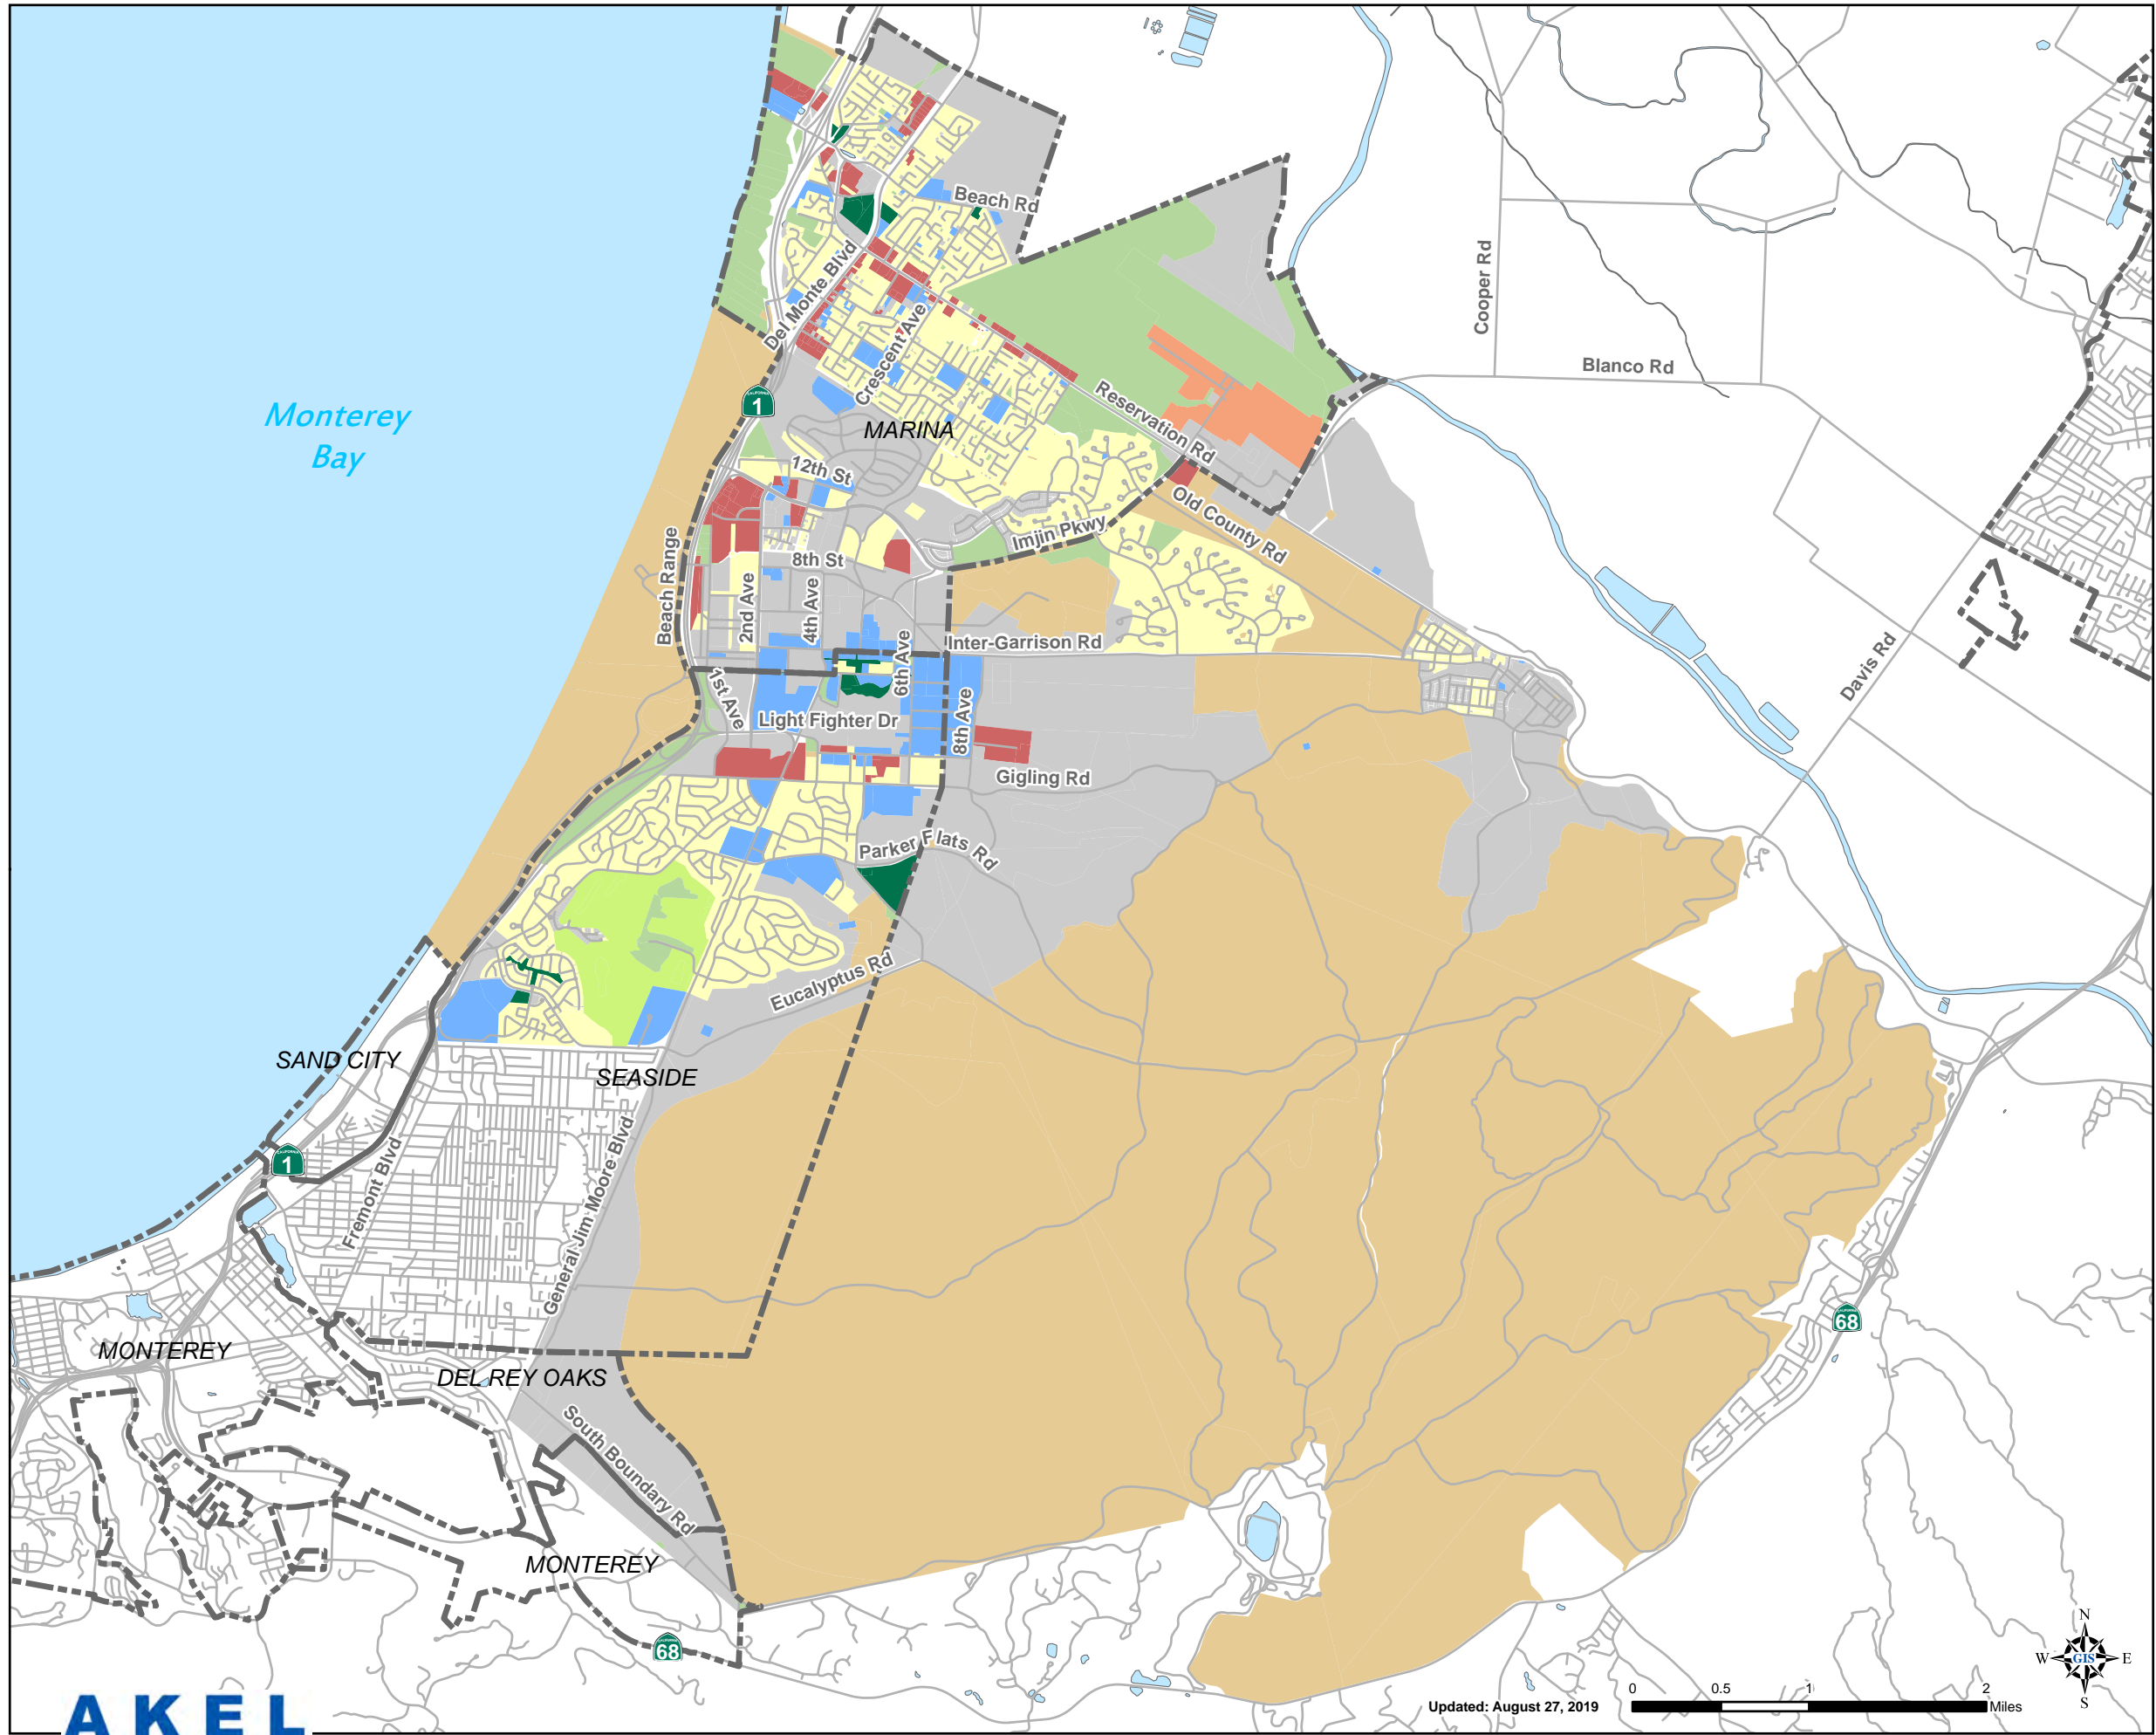 Beach Rd
Del Monte Blvd
Cooper Rd
Blanco Rd
Crescent Ave
Monterey
Bay
CALIFORNIA
1
Reservation Rd
MARINA
12th St
Old County Rd
Imjin Pkwy
Beach Range
8th St
2nd Ave
4th Ave
6th Ave
Inter-Garrison Rd
Davis Rd
1st Ave
Light Fighter Dr
8th Ave
Gigling Rd
Parker Flats Rd
Eucalyptus Rd
SAND CITY
SEASIDE
CALIFORNIA
1
Fremont Blvd
General Jim Moore Blvd
CALIFORNIA
68
MONTEREY
DEL REY OAKS
South Boundary Rd
MONTEREY
CALIFORNIA
68
N
W GIS E
S
0 0.5 1 2
Updated: August 27, 2019
Miles
AKEL